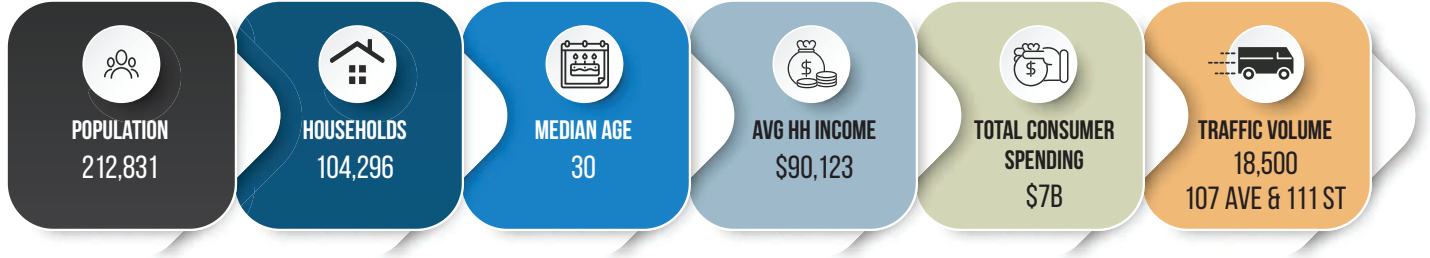 POPULATION
212,831
HOUSEHOLDS
104,296
MEDIAN AGE
30
AVG HH INCOME
$90,123
TOTAL CONSUMER
SPENDING
$7B
TRAFFIC VOLUME
18,500
107 AVE & 111 ST